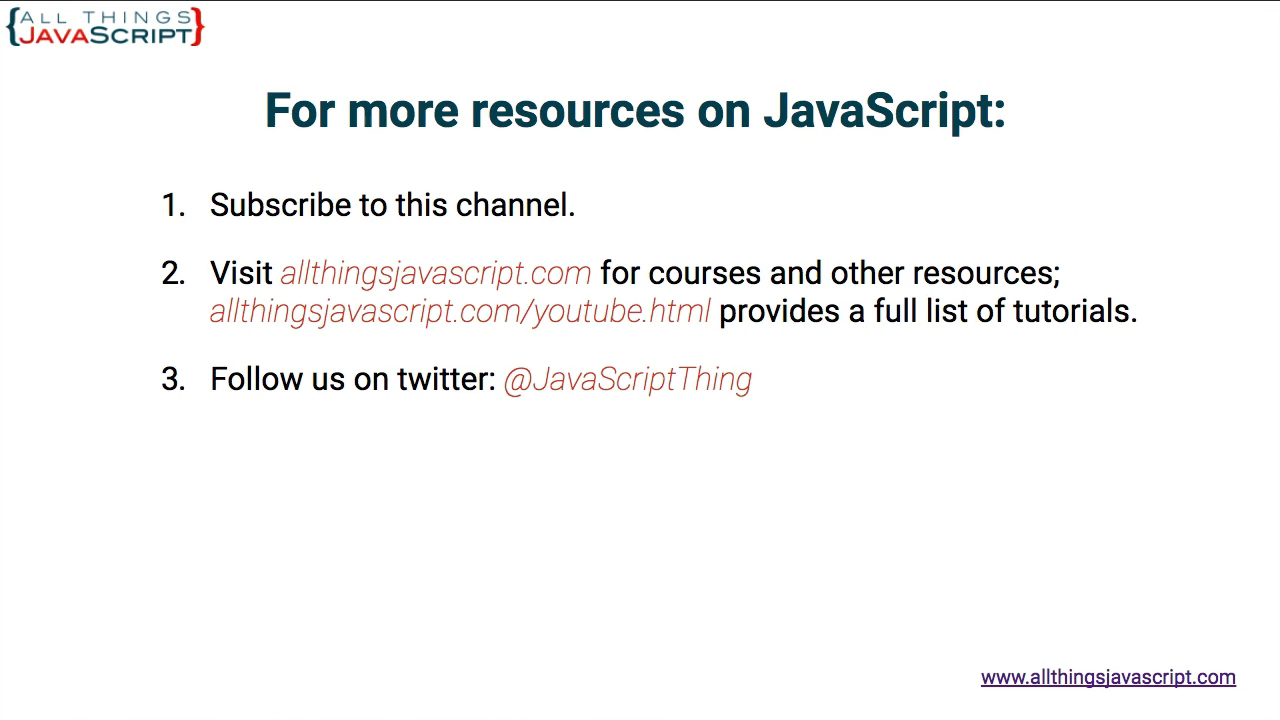 {ALL THINGS
JAVASCRIPT}
For more resources on JavaScript:
1. Subscribe to this channel.
2. Visit allthingsjavascript.com for courses and other resources;
allthingsjavascript.com/youtube.html provides a full list of tutorials.
3. Follow us on twitter: @JavaScriptThing
www.allthingsjavascript.com